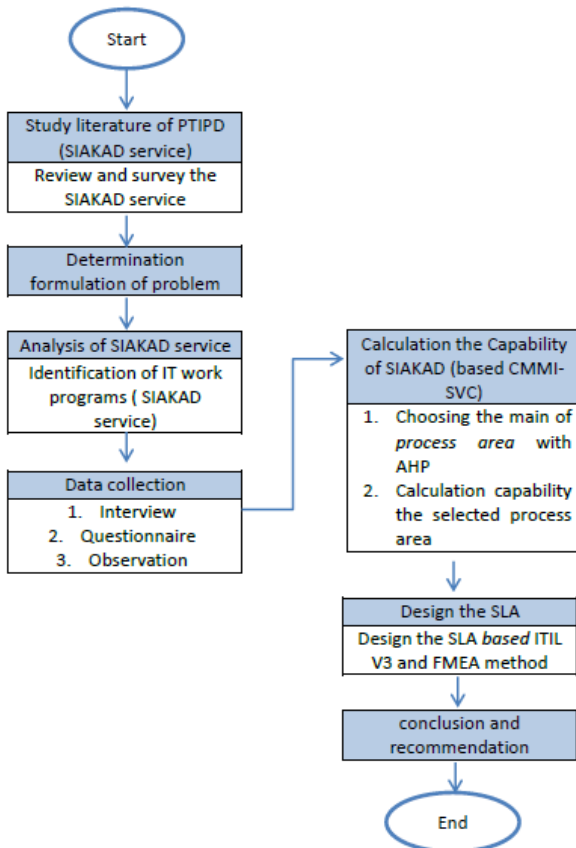 Start
Study literature of PTIPD
(SIAKAD service)
Review and survey the
SIAKAD service
Determination
formulation of problem
Analysis of SIAKAD service
Identification of IT work
programs ( SIAKAD
service)
Data collection
1. Interview
2. Questionnaire
3. Observation
Calculation the Capability
of SIAKAD (based CMMI-
SVC)
1. Choosing the main of
process area with
AHP
2. Calculation capability
the selected process
area
Design the SLA
Design the SLA based ITIL
V3 and FMEA method
conclusion and
recommendation
End